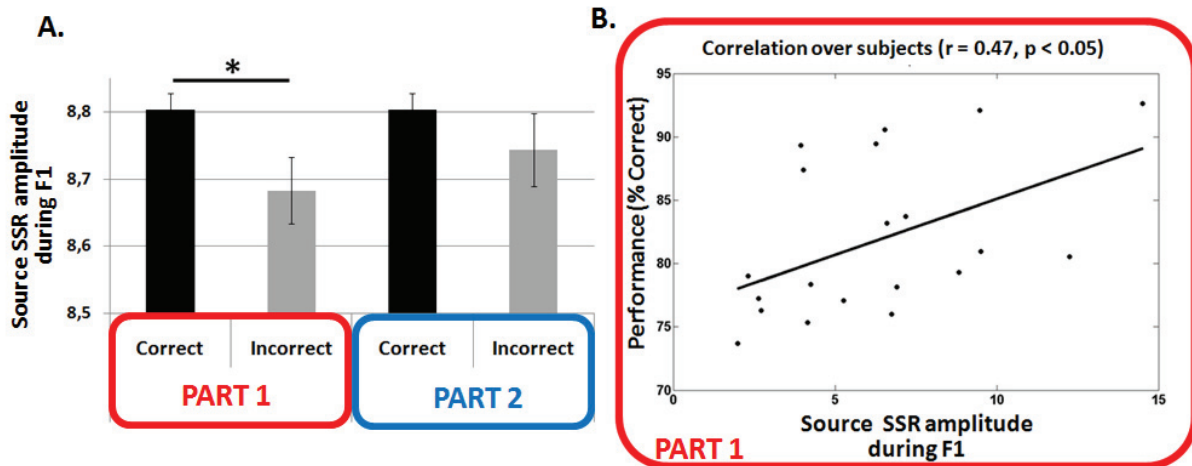 A.
*
Source SSR amplitude
during F1
8,8
8,7
8,6
8,5
Correct
Incorrect
Correct
Incorrect
PART 1
PART 2
B.
Correlation over subjects (r = 0.47, p < 0.05)
Performance (% Correct)
95
90
85
80
75
70
0
5
10
15
Source SSR amplitude
during F1
PART 1